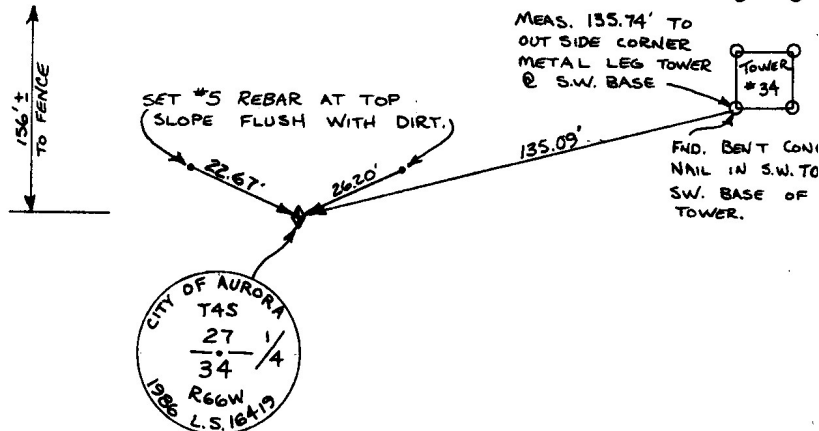 MEAS. 135.74' TO
OUT SIDE CORNER
METAL LEG TOWER
@ S.W. BASE
TOWER
#34
156'±
TO FENCE
SET #5 REBAR AT TOP
SLOPE FLUSH WITH DIRT.
22.67'
26.20'
135.09'
FND. BENT CONC
NAIL IN S.W. TO
SW. BASE OF
TOWER.
CITY OF AURORA
T4S
27
34
1/4
R66W
1986 L.S. 16419